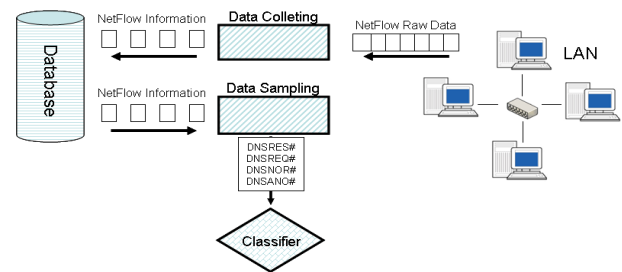 NetFlow Information
Data Colleting
NetFlow Raw Data
LAN
Database
NetFlow Information
Data Sampling
DNSRES#
DNSREQ#
DNSNOR#
DNSANO#
Classifier